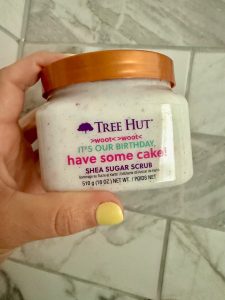 TREE HUT
>woot<>woot<
IT'S OUR BIRTHDAY,
have some cake!
SHEA SUGAR SCRUB
510 g (18 OZ) NET WT / POIDS NET